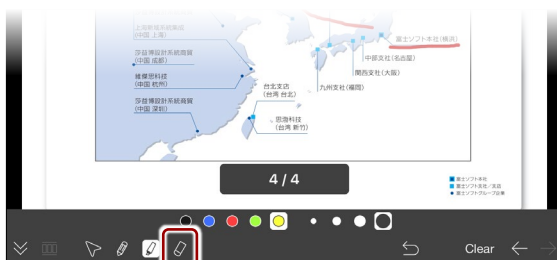 上海新貿系統商貿
(中国 上海)
富士ソフト本社(横浜)
莎益博設計系統商貿
(中国 成都)
中部支社(名古屋)
関西支社(大阪)
維傑思科技
(中国 杭州)
九州支社(福岡)
台北支店
(台湾 台北)
莎益博設計系統商貿
(中国 深圳)
思渤科技
(台湾 新竹)
4 / 4
富士ソフト本社
富士ソフト支社/支店
富士ソフトグループ企業
Clear